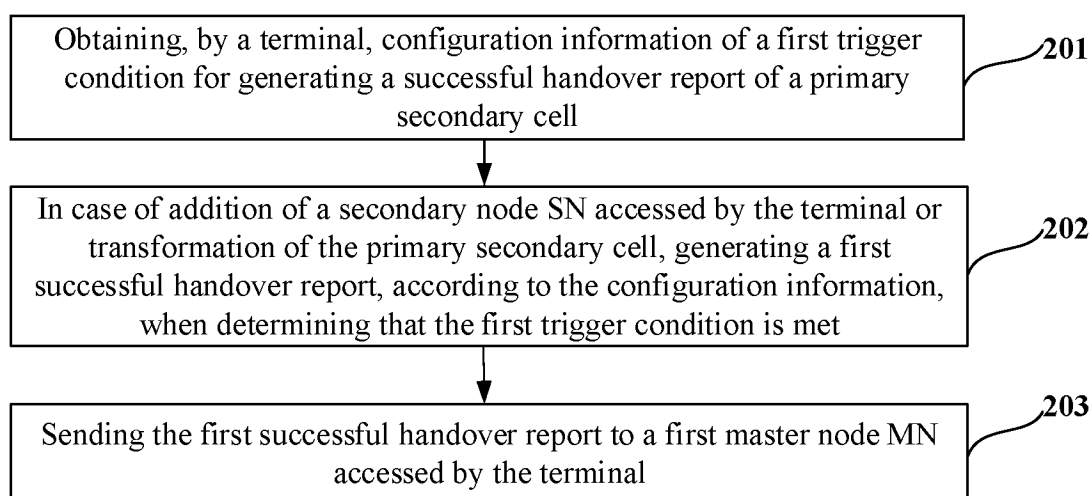 Obtaining, by a terminal, configuration information of a first trigger
condition for generating a successful handover report of a primary
secondary cell
201
In case of addition of a secondary node SN accessed by the terminal or
transformation of the primary secondary cell, generating a first
successful handover report, according to the configuration information,
when determining that the first trigger condition is met
202
Sending the first successful handover report to a first master node MN
accessed by the terminal
203